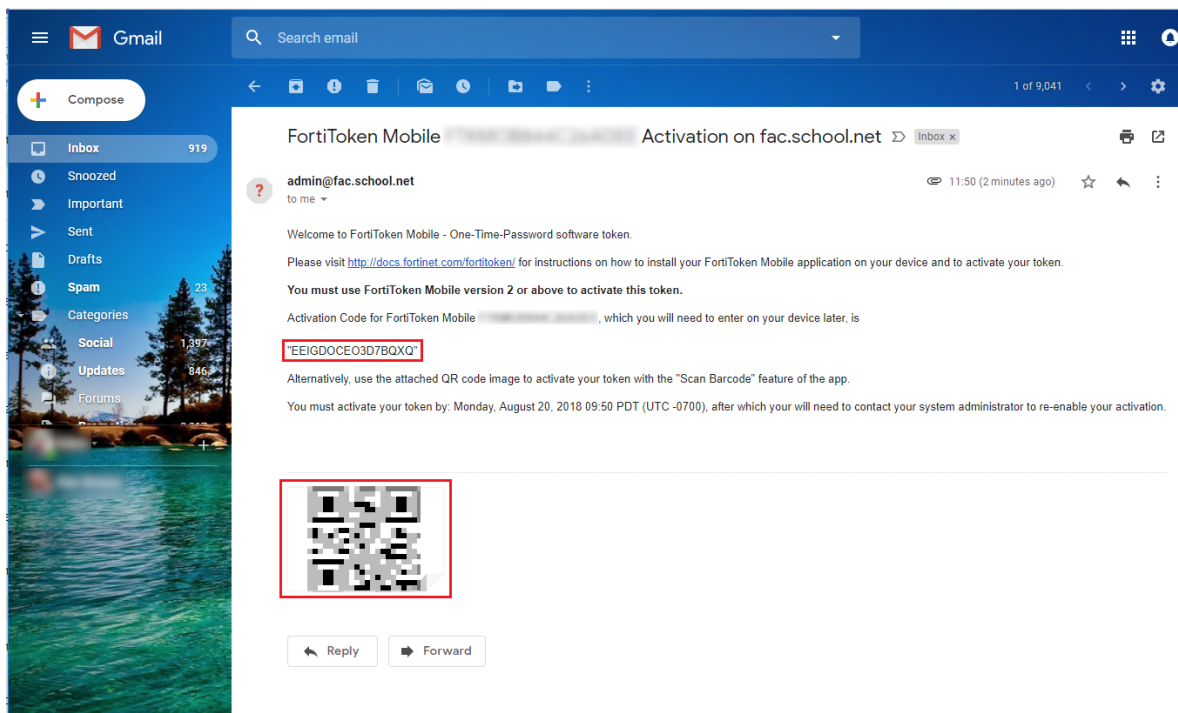 Gmail
Search email
Compose
1 of 9,041
Inbox 919
Snoozed
Important
Sent
Drafts
Spam 23
Categories
Social 1,397
Updates 846
Forums
FortiToken Mobile Activation on fac.school.net Inbox x
admin@fac.school.net 11:50 (2 minutes ago)
to me
Welcome to FortiToken Mobile - One-Time-Password software token.
Please visit http://docs.fortinet.com/fortitoken/ for instructions on how to install your FortiToken Mobile application on your device and to activate your token.
You must use FortiToken Mobile version 2 or above to activate this token.
Activation Code for FortiToken Mobile , which you will need to enter on your device later, is
"EEIGDOCEO3D7BQXQ"
Alternatively, use the attached QR code image to activate your token with the "Scan Barcode" feature of the app.
You must activate your token by: Monday, August 20, 2018 09:50 PDT (UTC -0700), after which your will need to contact your system administrator to re-enable your activation.
Reply
Forward